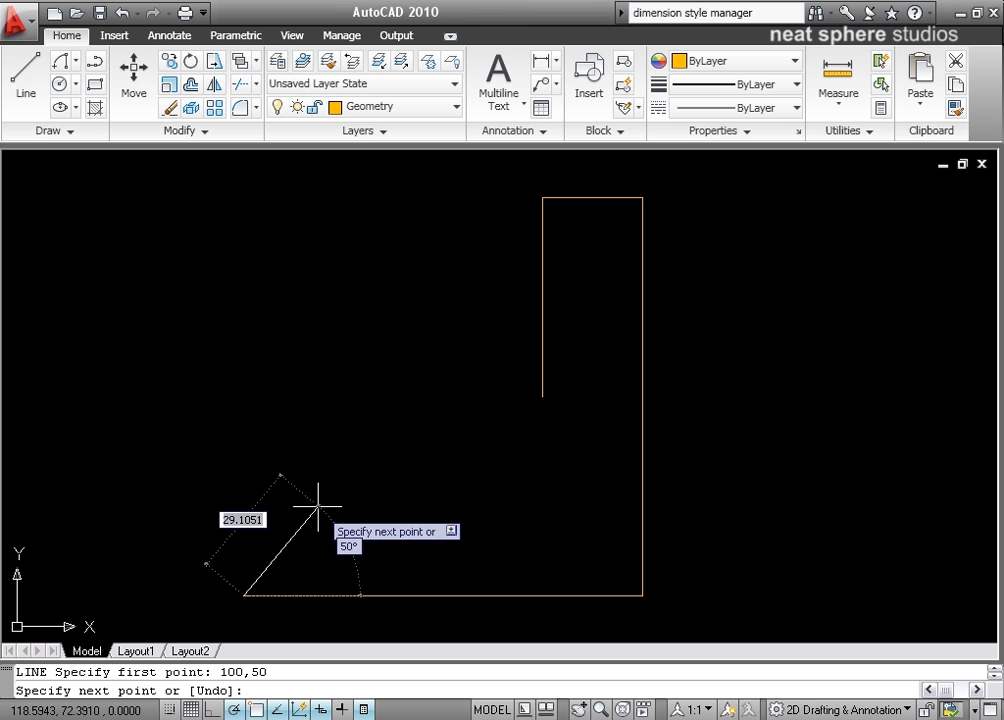 AutoCAD 2010
dimension style manager
Home Insert Annotate Parametric View Manage Output
neat sphere studios
Line
Move
Unsaved Layer State
Geometry
Multiline
Text
Insert
ByLayer
ByLayer
ByLayer
Measure
Paste
Draw Modify Layers Annotation Block Properties Utilities Clipboard
29.1051
Specify next point or
50°
Y
X
Model Layout1 Layout2
LINE Specify first point: 100,50
Specify next point or [Undo]:
118.5943, 72.3910, 0.0000
MODEL
1:1
2D Drafting & Annotation